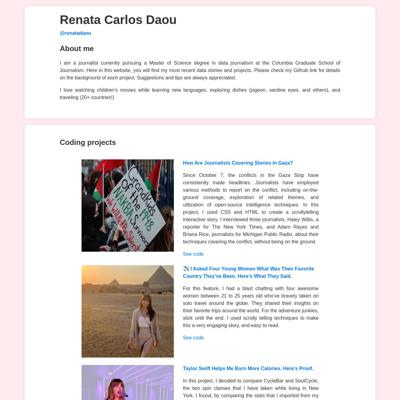 Renata Carlos Daou
@renatadaou
About me
I am a journalist currently pursuing a Master of Science degree in data journalism at the Columbia Graduate School of
Journalism. Here in this website, you will find my most recent data stories and projects. Please check my Github link for details
on the background of each project. Suggestions and tips are always appreciated.
I love watching children's movies while learning new languages, exploring dishes (pigeon, sardine eyes, and others), and
traveling (20+ countries!)
Coding projects
How Are Journalists Covering Stories in Gaza?
Since October 7, the conflicts in the Gaza Strip have
consistently made headlines. Journalists have employed
various methods to report on the conflict, including on-the-
ground coverage, exploration of related themes, and
utilization of open-source intelligence techniques. In this
project, I used CSS and HTML to create a scrollytelling
interactive story. I interviewed three journalists, Haley Willis, a
reporter for The New York Times, and Adam Rayes and
Briana Rice, journalists for Michigan Public Radio, about their
techniques covering the conflict, without being on the ground.
See code
✈️ I Asked Four Young Women What Was Their Favorite
Country They've Been. Here's What They Said.
For this feature, I had a blast chatting with four awesome
women between 21 to 25 years old who've bravely taken on
solo travel around the globe. They shared their insights on
their favorite trips around the world. For the adventure junkies,
stick until the end. I used scrolly telling techniques to make
this a very engaging story, and easy to read.
See code
Taylor Swift Helps Me Burn More Calories. Here's Proof.
In this project, I decided to compare CycleBar and SoulCycle,
the two spin classes that I have taken while living in New
York. I found, by comparing the stats that I imported from my